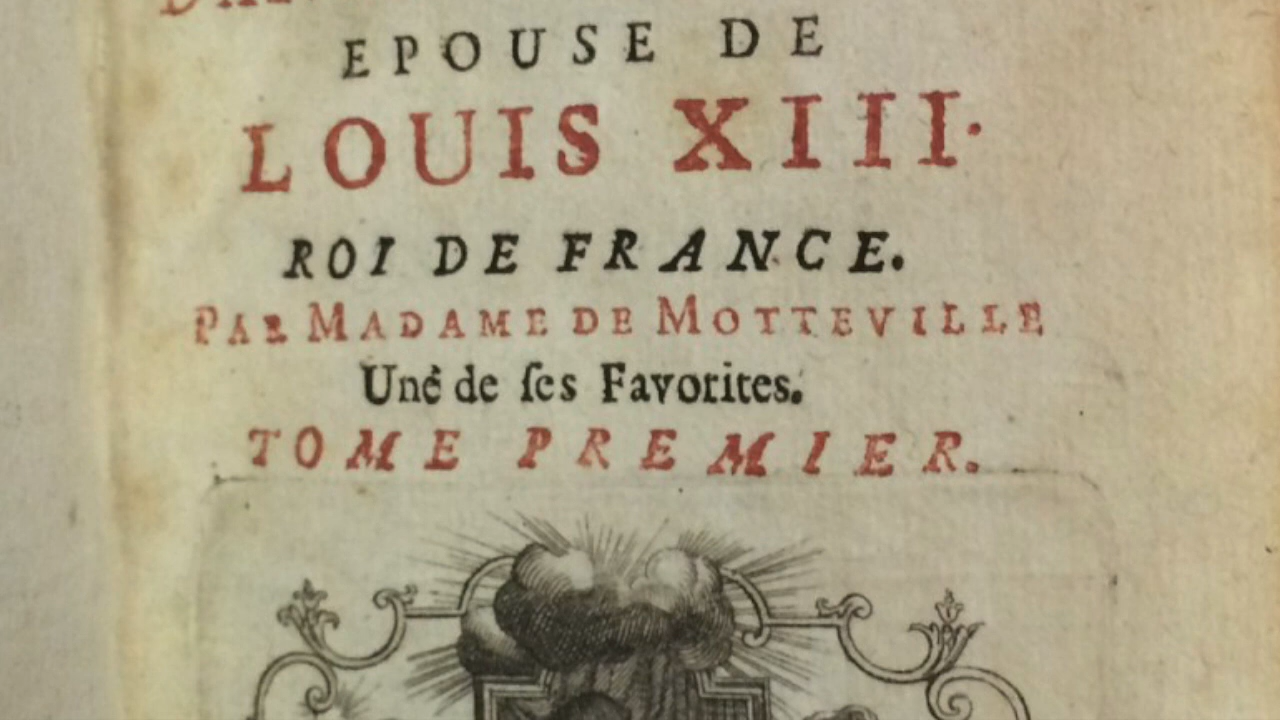 EPOUSE DE
LOUIS XIII.
ROI DE FRANCE.
PAR MADAME DE MOTTEVILLE
Une de ſes Favorites.
TOME PREMIER.